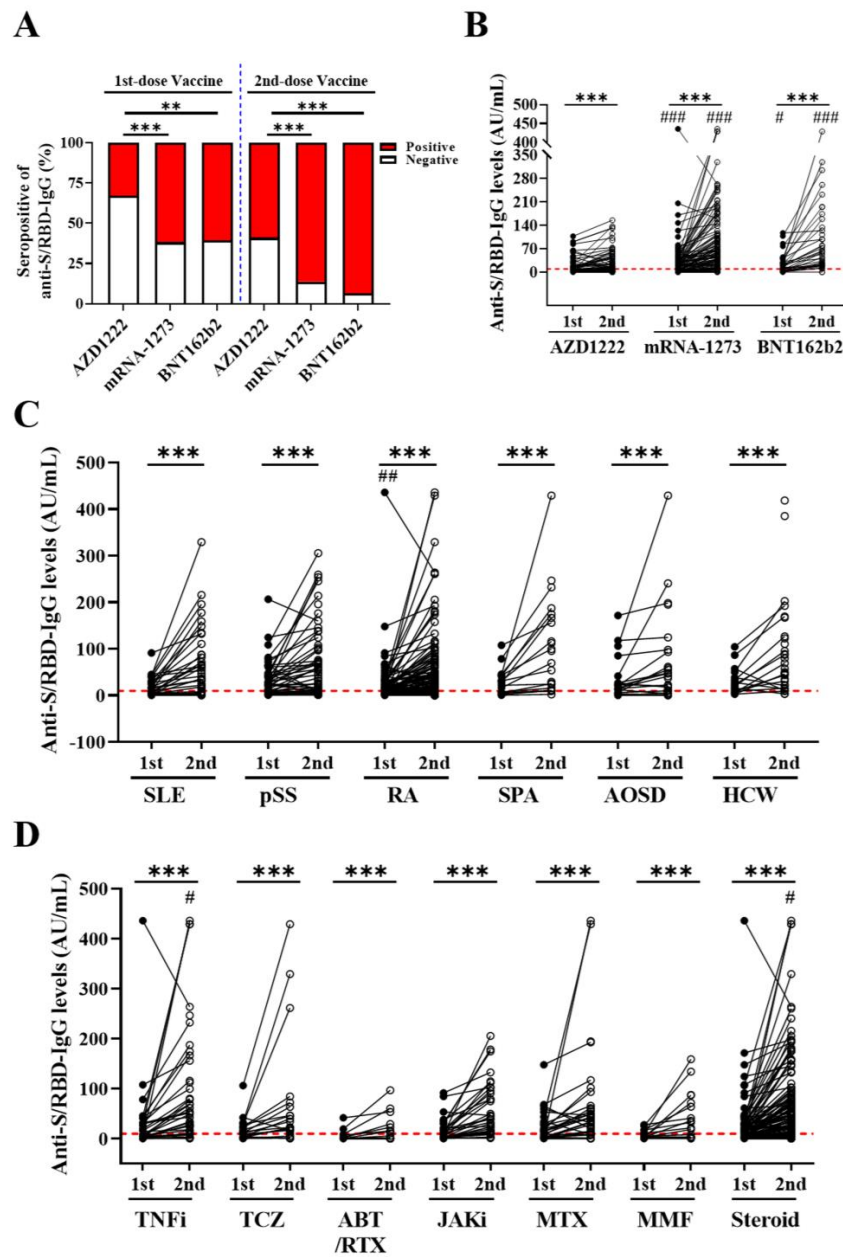 A
1st-dose Vaccine 2nd-dose Vaccine
** ***
*** ***
Seropositive of
anti-S/RBD-IgG (%)
100
75
50
25
0
Positive
Negative
AZD1222 mRNA-1273 BNT162b2 AZD1222 mRNA-1273 BNT162b2
B
Anti-S/RBD-IgG levels (AU/mL)
*** *** ***
### ### # ###
500
450
400
350
350
280
210
140
70
0
1st 2nd 1st 2nd 1st 2nd
AZD1222 mRNA-1273 BNT162b2
C
Anti-S/RBD-IgG levels (AU/mL)
*** *** *** *** *** ***
##
500
400
300
200
100
0
-100
1st 2nd 1st 2nd 1st 2nd 1st 2nd 1st 2nd 1st 2nd
SLE pSS RA SPA AOSD HCW
D
Anti-S/RBD-IgG levels (AU/mL)
*** *** *** *** *** *** ***
# #
500
400
300
200
100
0
1st 2nd 1st 2nd 1st 2nd 1st 2nd 1st 2nd 1st 2nd 1st 2nd
TNFi TCZ ABT JAKi MTX MMF Steroid
/RTX